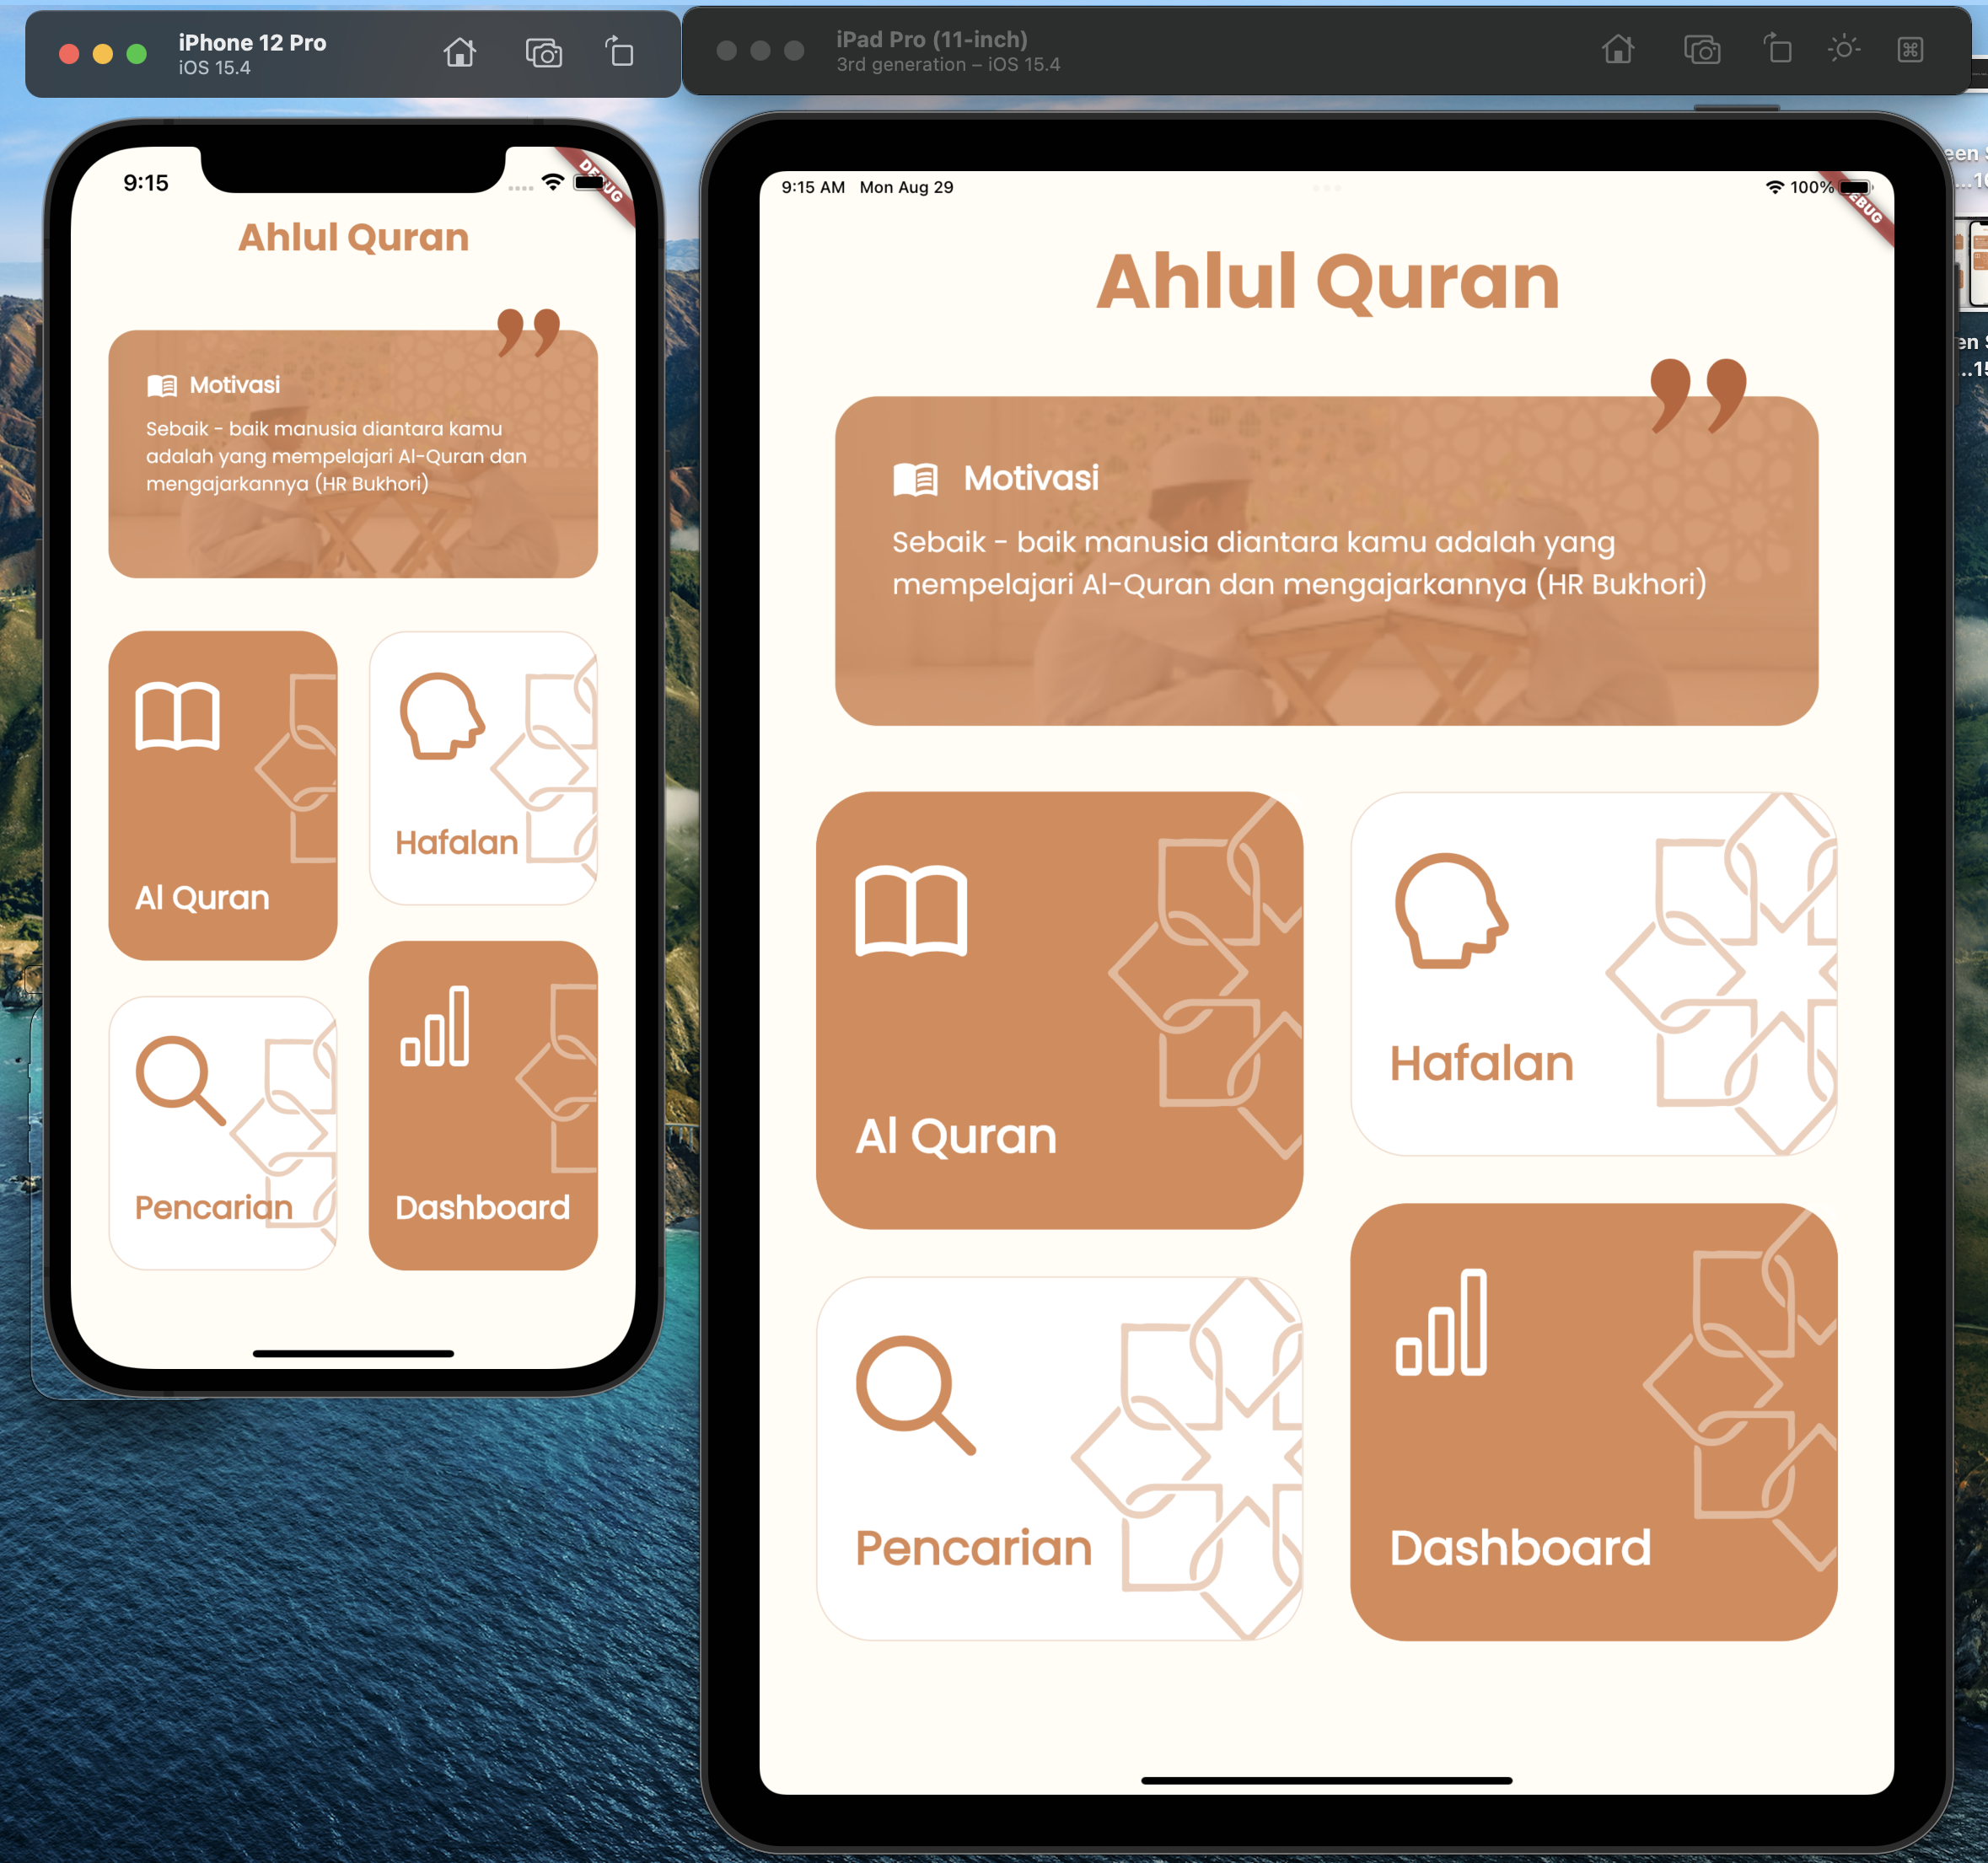 iPhone 12 Pro
iOS 15.4
9:15
DEBUG
Ahlul Quran
Motivasi
Sebaik - baik manusia diantara kamu
adalah yang mempelajari Al-Quran dan
mengajarkannya (HR Bukhori)
Al Quran
Hafalan
Pencarian
Dashboard
iPad Pro (11-inch)
3rd generation – iOS 15.4
9:15 AM Mon Aug 29
100%
EBUG
Ahlul Quran
Motivasi
Sebaik - baik manusia diantara kamu adalah yang
mempelajari Al-Quran dan mengajarkannya (HR Bukhori)
Al Quran
Hafalan
Pencarian
Dashboard